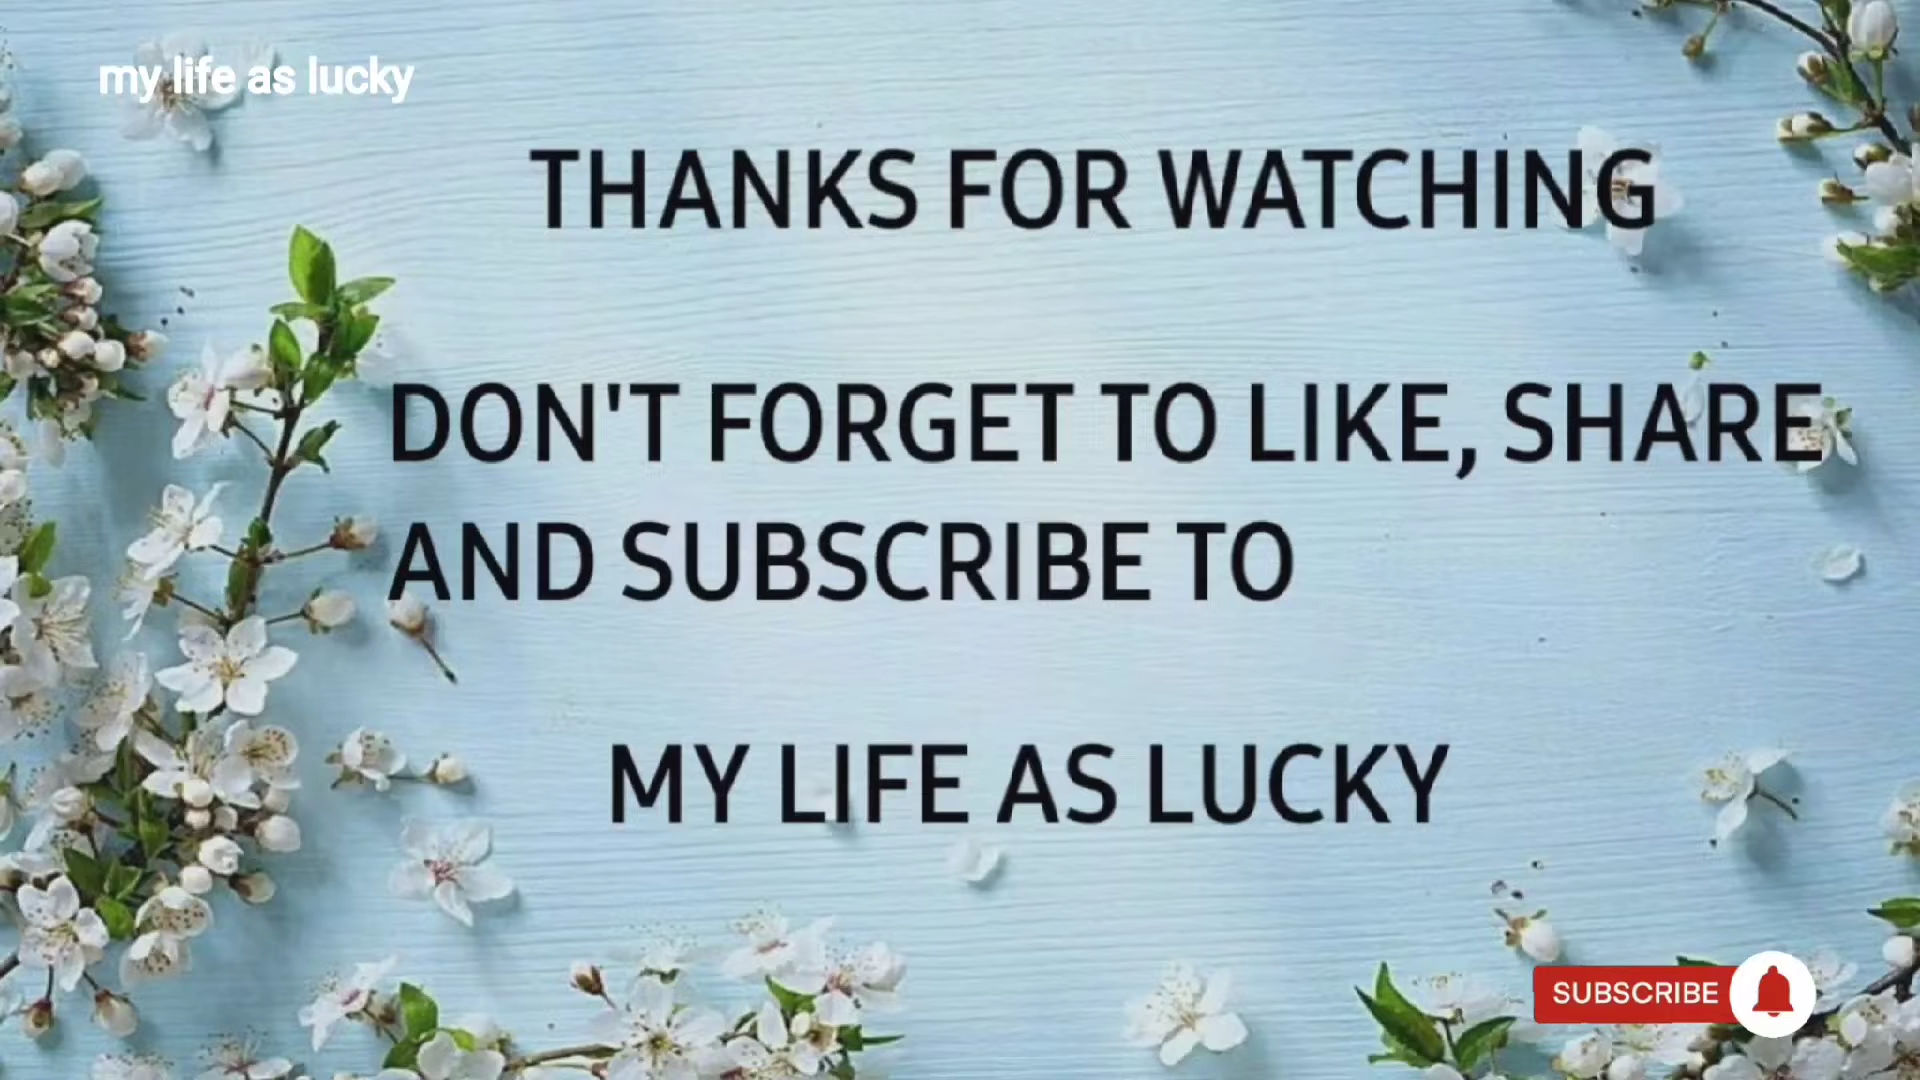 my life as lucky
THANKS FOR WATCHING
DON'T FORGET TO LIKE, SHARE
AND SUBSCRIBE TO
MY LIFE AS LUCKY
SUBSCRIBE